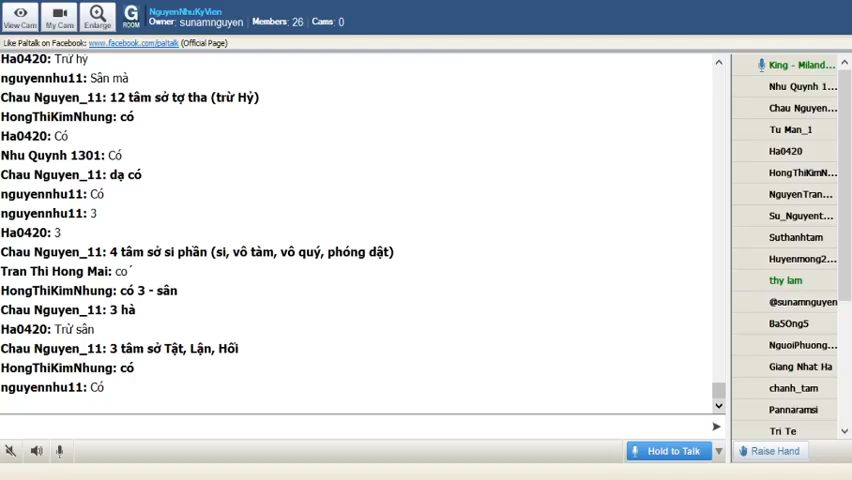 View Cam
My Cam
Enlarge
G
ROOM
NguyenNhuKyVien
Owner: sunamnguyen Members: 26 Cams: 0
Like Paltalk on Facebook: www.facebook.com/paltalk (Official Page)
Ha0420: Trừ hỷ
nguyennhu11: Sân mà
Chau Nguyen_11: 12 tâm sở tợ tha (trừ Hỷ)
HongThiKimNhung: có
Ha0420: Có
Nhu Quynh 1301: Có
Chau Nguyen_11: dạ có
nguyennhu11: Có
nguyennhu11: 3
Ha0420: 3
Chau Nguyen_11: 4 tâm sở si phần (si, vô tàm, vô quý, phóng dật)
Tran Thi Hong Mai: có
HongThiKimNhung: có 3 - sân
Chau Nguyen_11: 3 hà
Ha0420: Trừ sân
Chau Nguyen_11: 3 tâm sở Tật, Lận, Hối
HongThiKimNhung: có
nguyennhu11: Có
Hold to Talk
King - Miland...
Nhu Quynh 1...
Chau Nguyen...
Tu Man_1
Ha0420
HongThiKimN...
NguyenTran...
Su_Nguyent...
Suthanhtam
Huyenmong2...
thy lam
@sunamnguyen
Ba5Ong5
NguoiPhuong...
Giang Nhat Ha
chanh_tam
Pannaramsi
Tri Te
Raise Hand